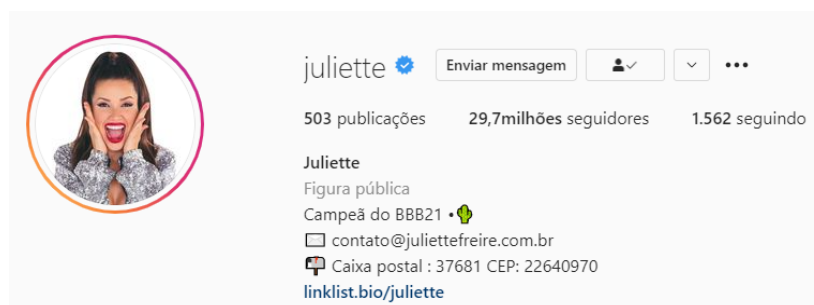 juliette Enviar mensagem
503 publicações 29,7milhões seguidores 1.562 seguindo
Juliette
Figura pública
Campeã do BBB21 •🌵
✉️ contato@juliettefreire.com.br
📬 Caixa postal : 37681 CEP: 22640970
linklist.bio/juliette